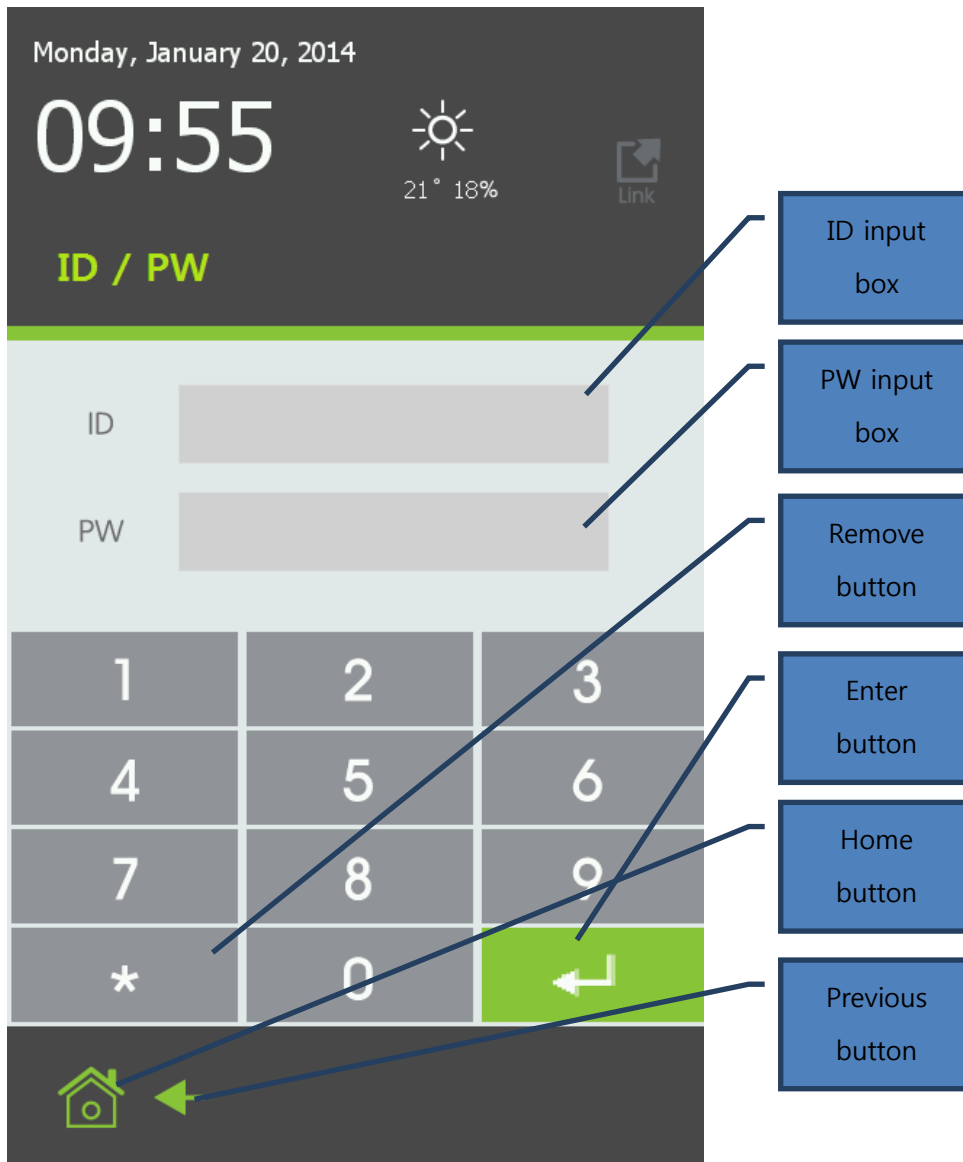 Monday, January 20, 2014
09:55
21° 18%
Link
ID / PW
ID
PW
1 2 3
4 5 6
7 8 9
* 0
ID input
box
PW input
box
Remove
button
Enter
button
Home
button
Previous
button